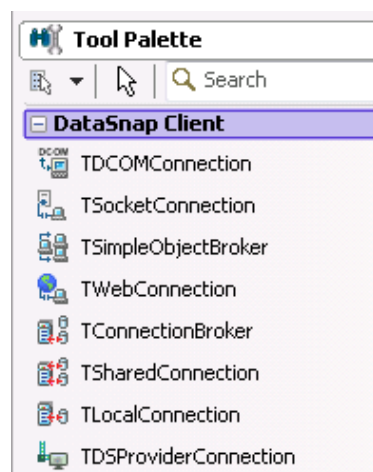 Tool Palette
Search
DataSnap Client
DCOM
TDCOMConnection
TSocketConnection
TSimpleObjectBroker
TWebConnection
TConnectionBroker
TSharedConnection
TLocalConnection
TDSProviderConnection